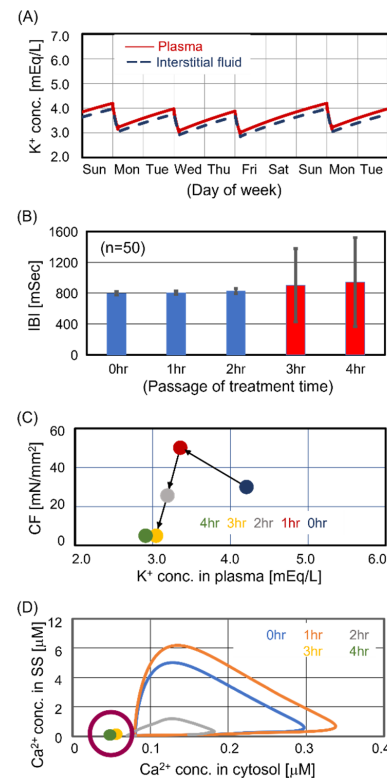 (A)
7.0
6.0
5.0
4.0
3.0
2.0
K⁺ conc. [mEq/L]
Plasma
Interstitial fluid
Sun Mon Tue Wed Thu Fri Sat Sun Mon Tue
(Day of week)
(B)
1600
1200
800
400
0
IBI [mSec]
(n=50)
0hr 1hr 2hr 3hr 4hr
(Passage of treatment time)
(C)
60
40
20
0
CF [mN/mm²]
4hr 3hr 2hr 1hr 0hr
2.0 3.0 4.0 5.0 6.0
K⁺ conc. in plasma [mEq/L]
(D)
12
6
4
2
0
Ca²⁺ conc. in SS [μM]
0hr 1hr 2hr
3hr 4hr
0 0.1 0.2 0.3 0.4
Ca²⁺ conc. in cytosol [μM]